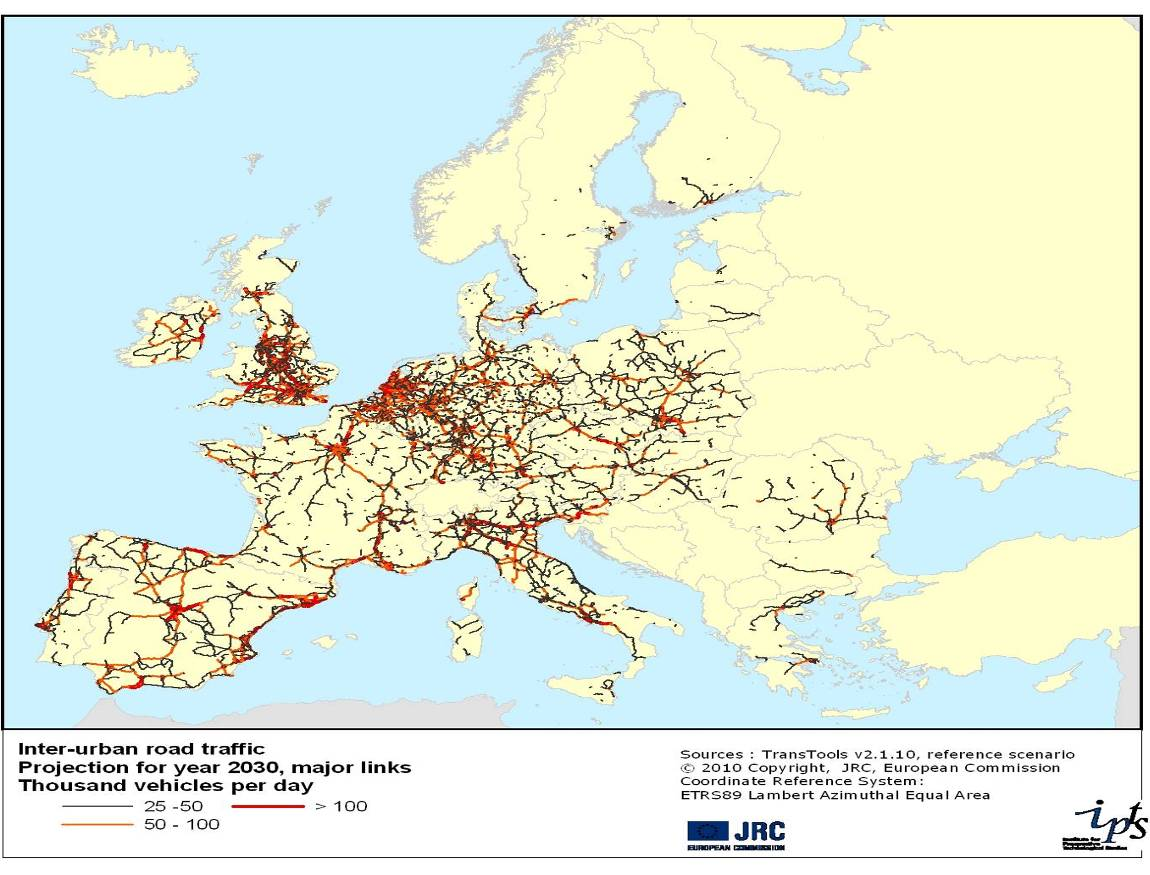 Inter-urban road traffic
Projection for year 2030, major links
Thousand vehicles per day
25 -50
> 100
50 - 100
Sources : TransTools v2.1.10, reference scenario
© 2010 Copyright, JRC, European Commission
Coordinate Reference System:
ETRS89 Lambert Azimuthal Equal Area
JRC
EUROPEAN COMMISSION
ipts
Institute for